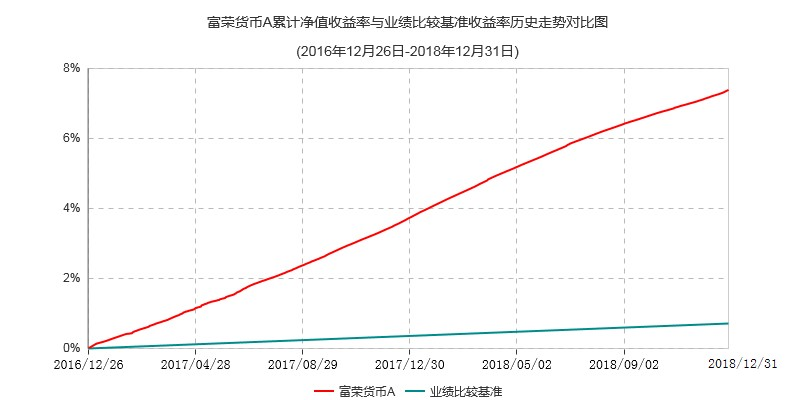 富荣货币A累计净值收益率与业绩比较基准收益率历史走势对比图
(2016年12月26日-2018年12月31日)
8%
6%
4%
2%
0%
2016/12/26 2017/04/28 2017/08/29 2017/12/30 2018/05/02 2018/09/02 2018/12/31
富荣货币A 业绩比较基准